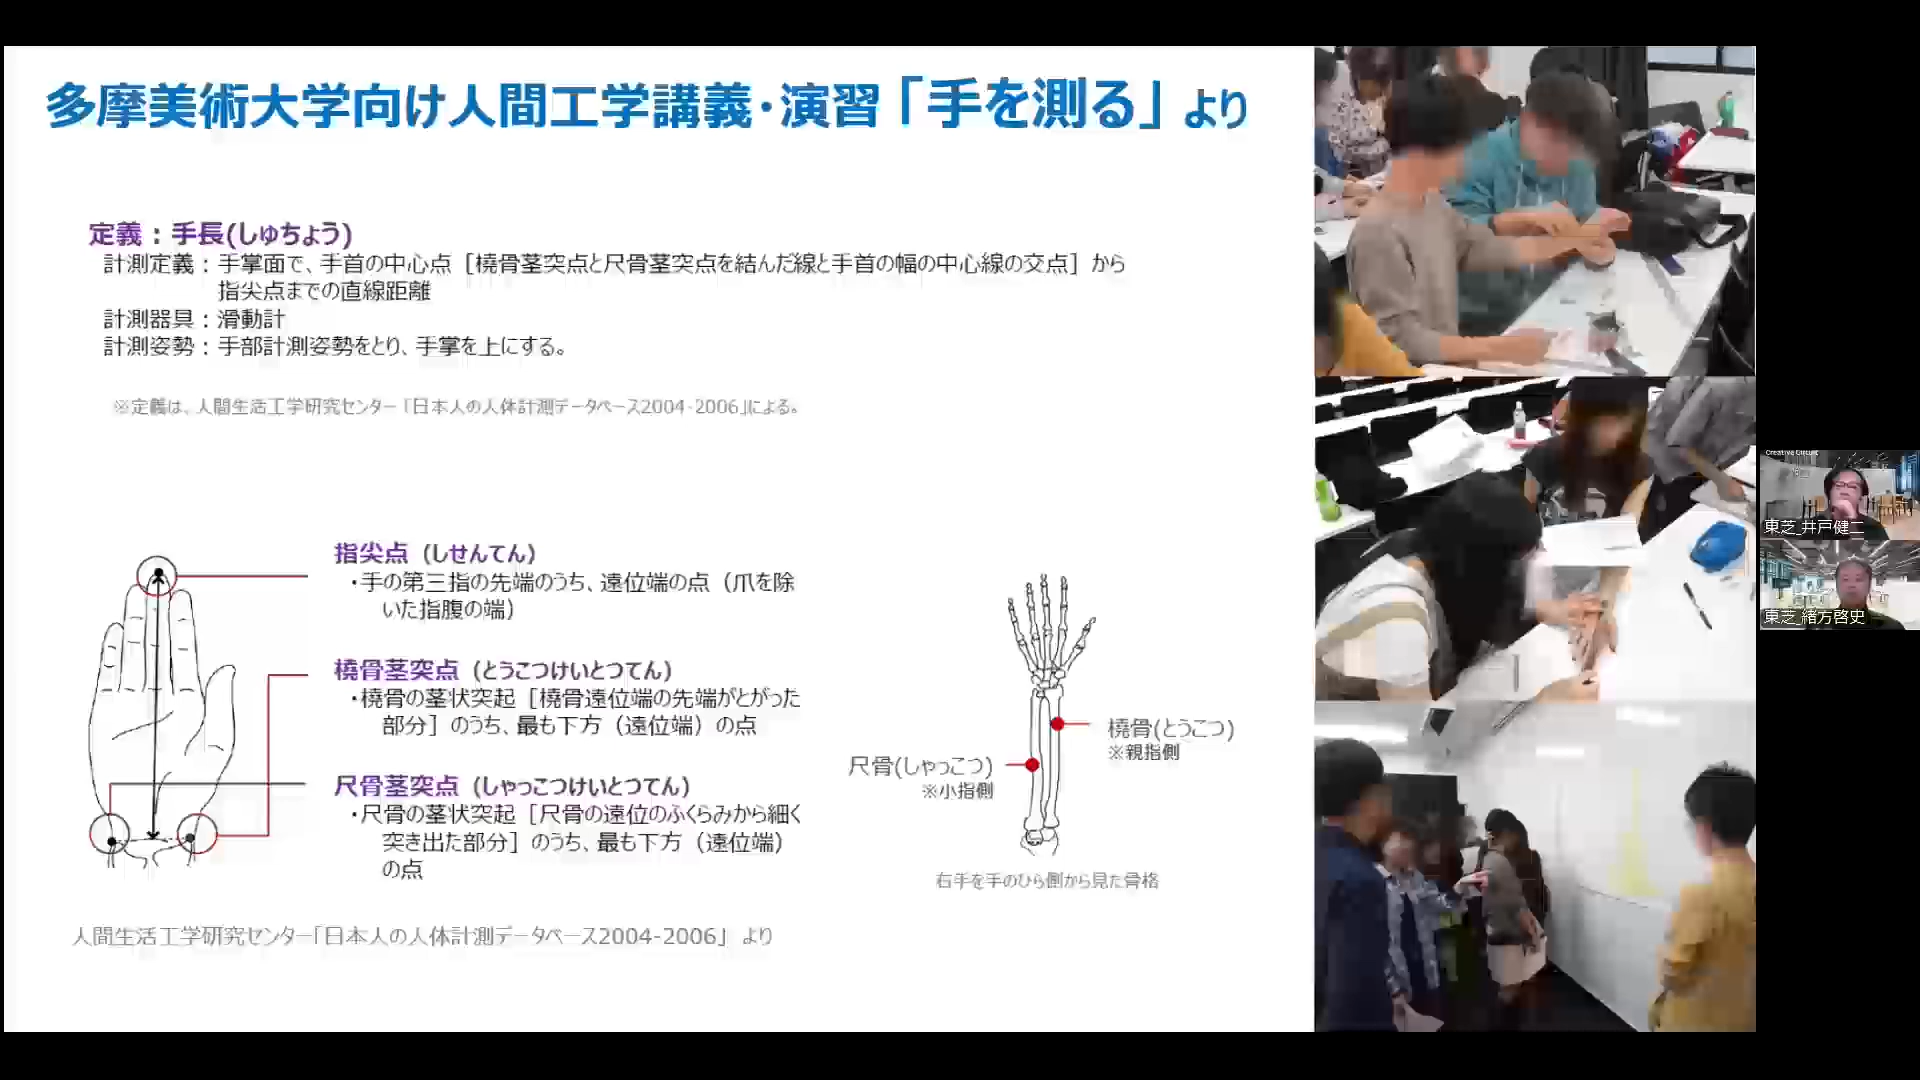 多摩美術大学向け人間工学講義・演習「手を測る」より
定義：手長(しゅちょう)
計測定義：手掌面で、手首の中心点［橈骨茎突点と尺骨茎突点を結んだ線と手首の幅の中心線の交点］から
指尖点までの直線距離
計測器具：滑動計
計測姿勢：手部計測姿勢をとり、手掌を上にする。
※定義は、人間生活工学研究センター「日本人の人体計測データベース2004-2006」による。
指尖点（しせんてん）
・手の第三指の先端のうち、遠位端の点（爪を除
いた指腹の端）
橈骨茎突点（とうこつけいとつてん）
・橈骨の茎状突起［橈骨遠位端の先端がとがった
部分］のうち、最も下方（遠位端）の点
尺骨茎突点（しゃっこつけいとつてん）
・尺骨の茎状突起［尺骨の遠位のふくらみから細く
突き出た部分］のうち、最も下方（遠位端）
の点
橈骨(とうこつ)
※親指側
尺骨(しゃっこつ)
※小指側
右手を手のひら側から見た骨格
人間生活工学研究センター「日本人の人体計測データベース2004-2006」より
Creative Circuit
東芝_井戸健二
東芝_緒方啓史